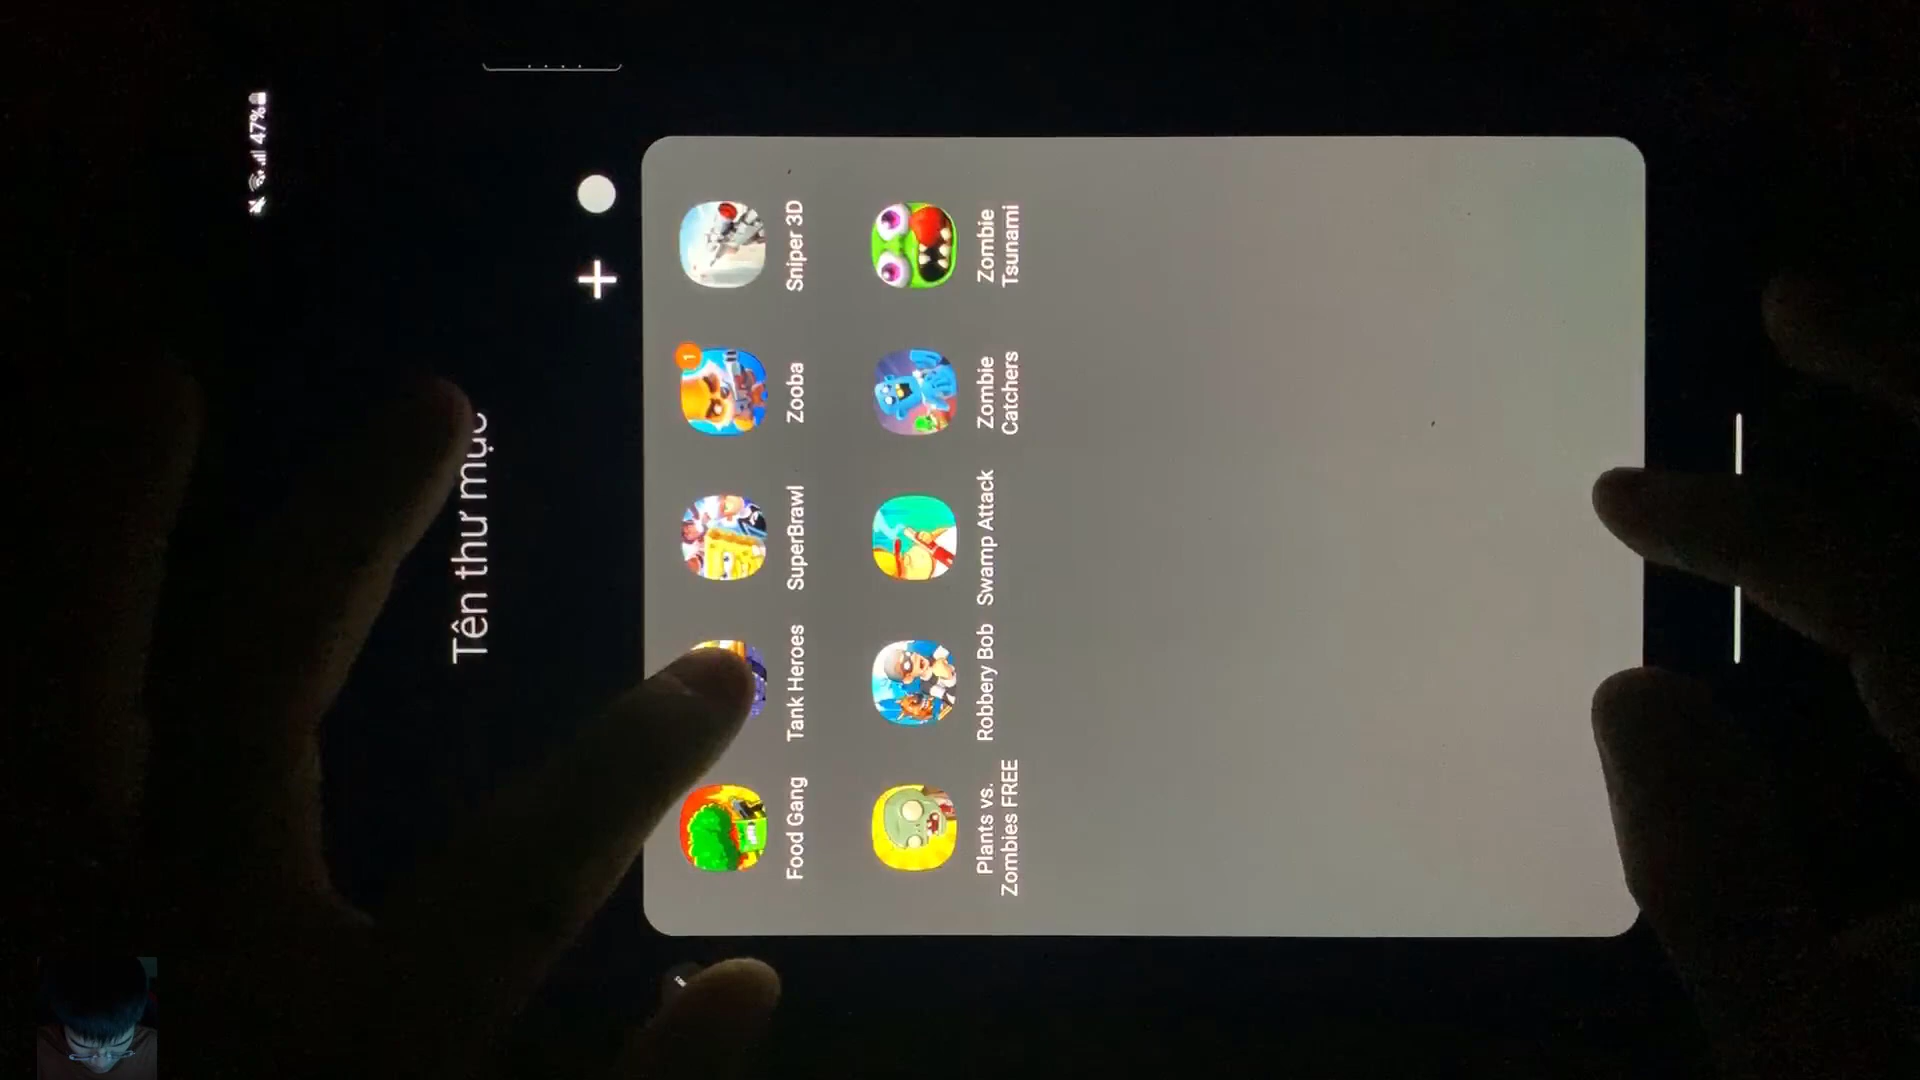 47%
Tên thư mục
Food Gang
Tank Heroes
SuperBrawl
Zooba
1
Sniper 3D
Plants vs.
Zombies FREE
Robbery Bob
Swamp Attack
Zombie
Catchers
Zombie
Tsunami